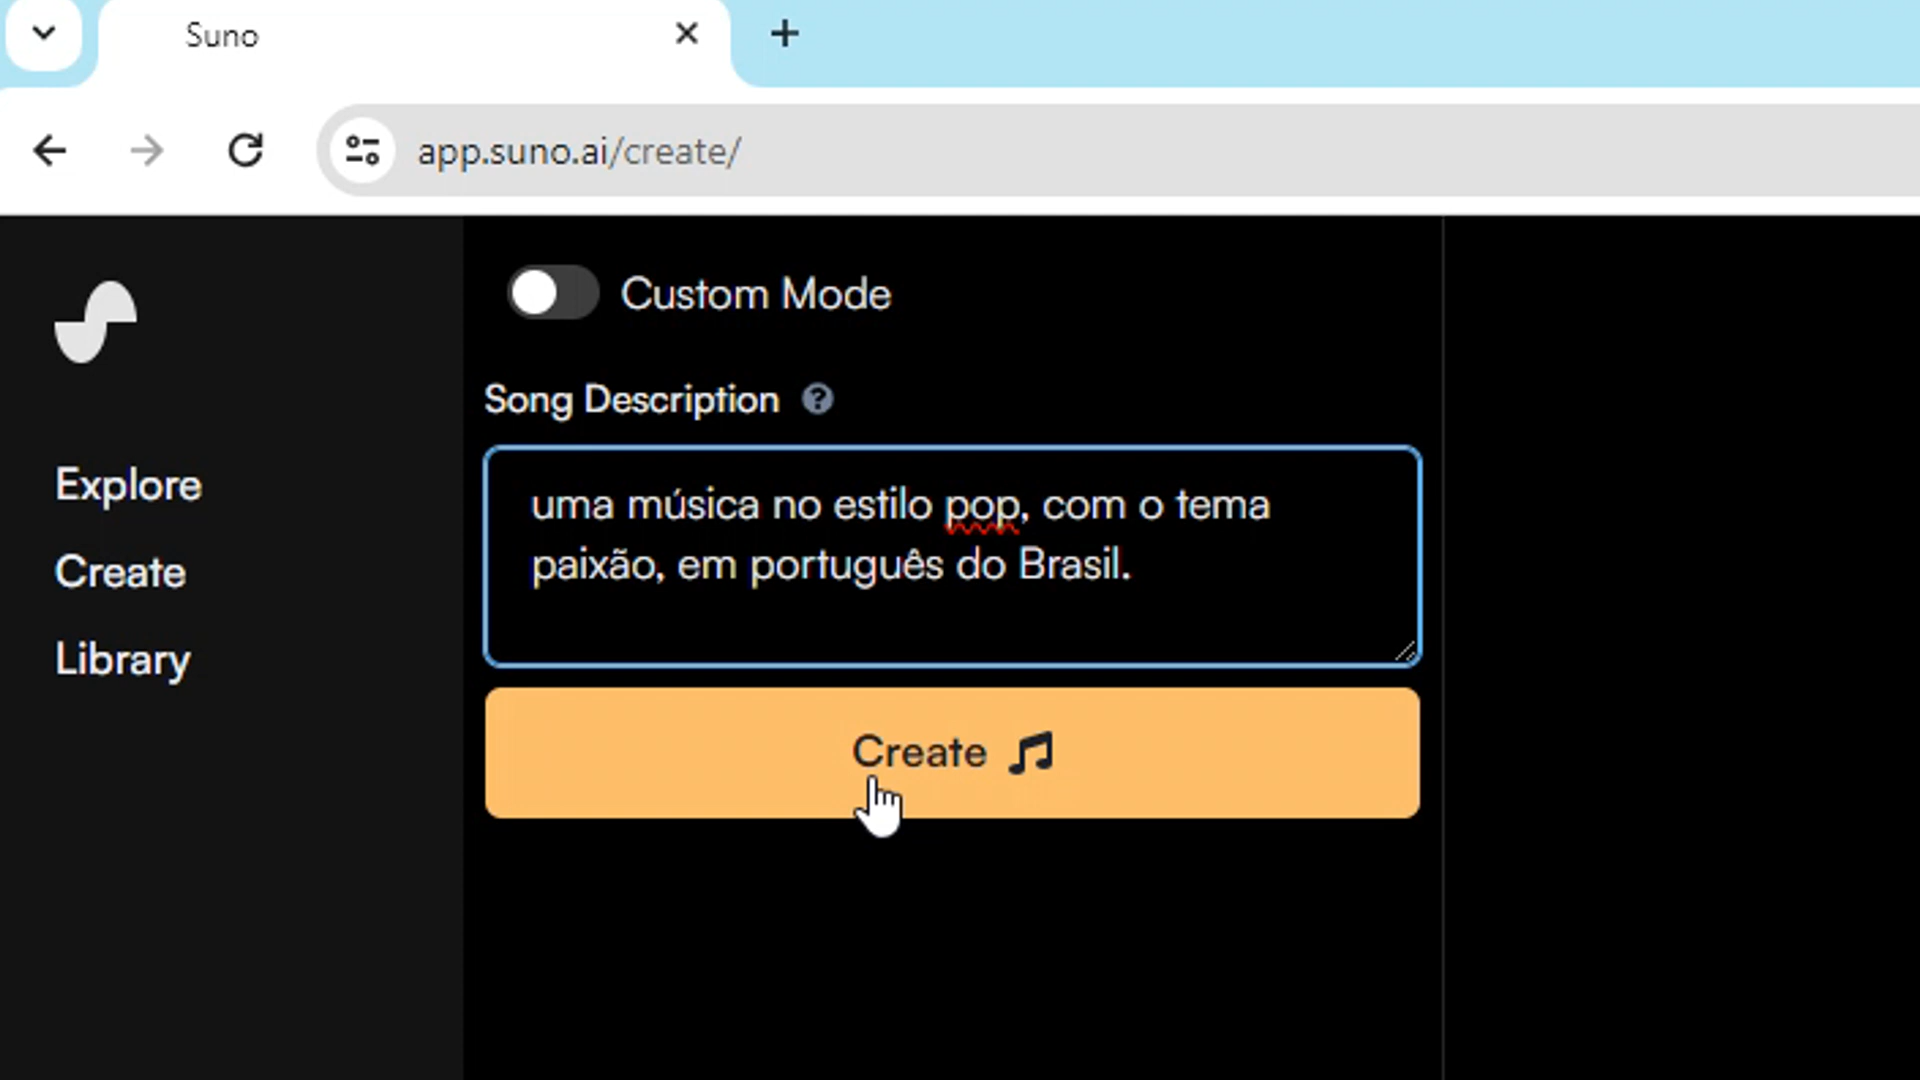 Suno
app.suno.ai/create/
Custom Mode
Song Description
Explore
Create
Library
uma música no estilo pop, com o tema
paixão, em português do Brasil.
Create